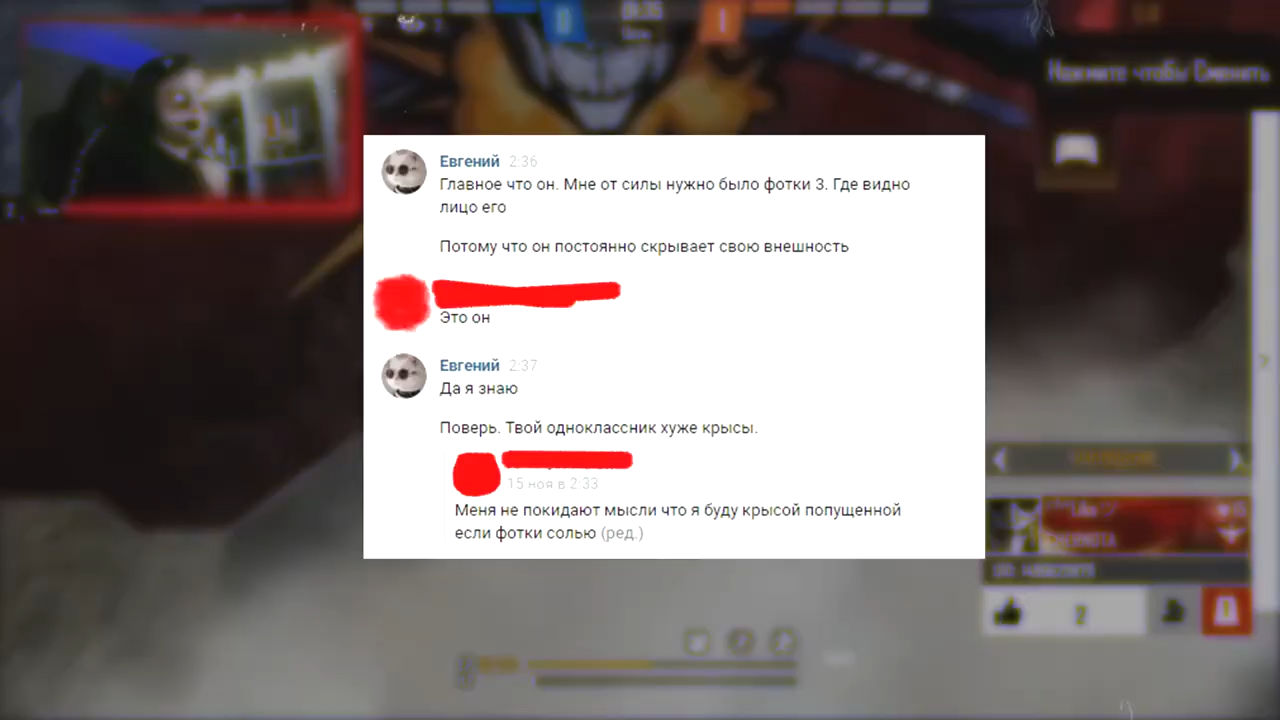 Нажмите чтобы Сменить
Евгений 2:36
Главное что он. Мне от силы нужно было фотки 3. Где видно
лицо его
Потому что он постоянно скрывает свою внешность
Это он
Евгений 2:37
Да я знаю
Поверь. Твой одноклассник хуже крысы.
15 ноя в 2:33
Меня не покидают мысли что я буду крысой попущенной
если фотки солью (ред.)
2